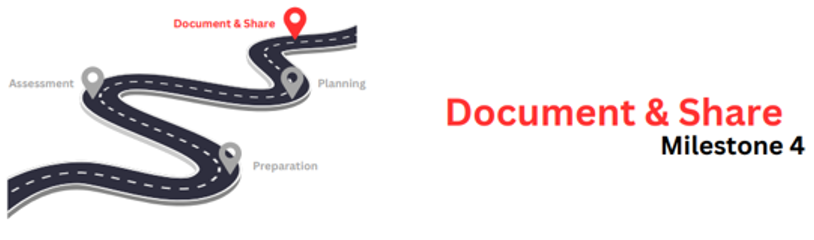 Document & Share
Assessment
Planning
Preparation
Document & Share
Milestone 4